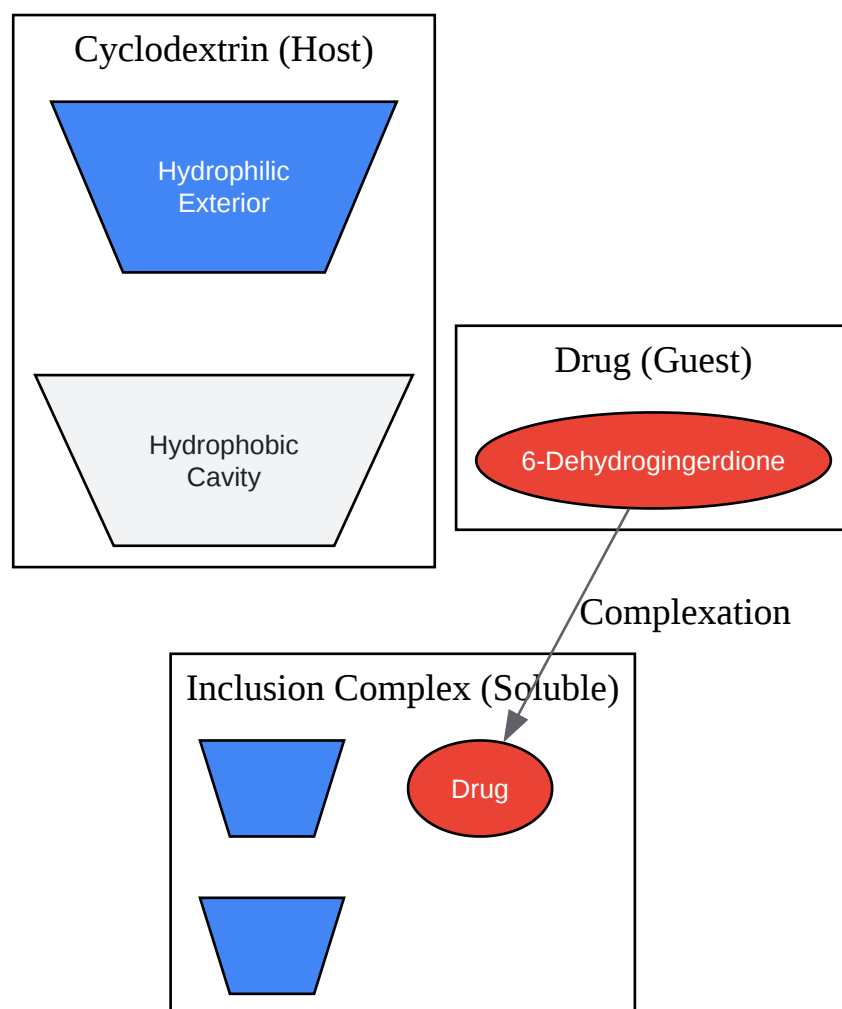 Cyclodextrin (Host)
Hydrophilic
Exterior
Hydrophobic
Cavity
Drug (Guest)
6-Dehydrogingerdione
Complexation
Inclusion Complex (Soluble)
Drug